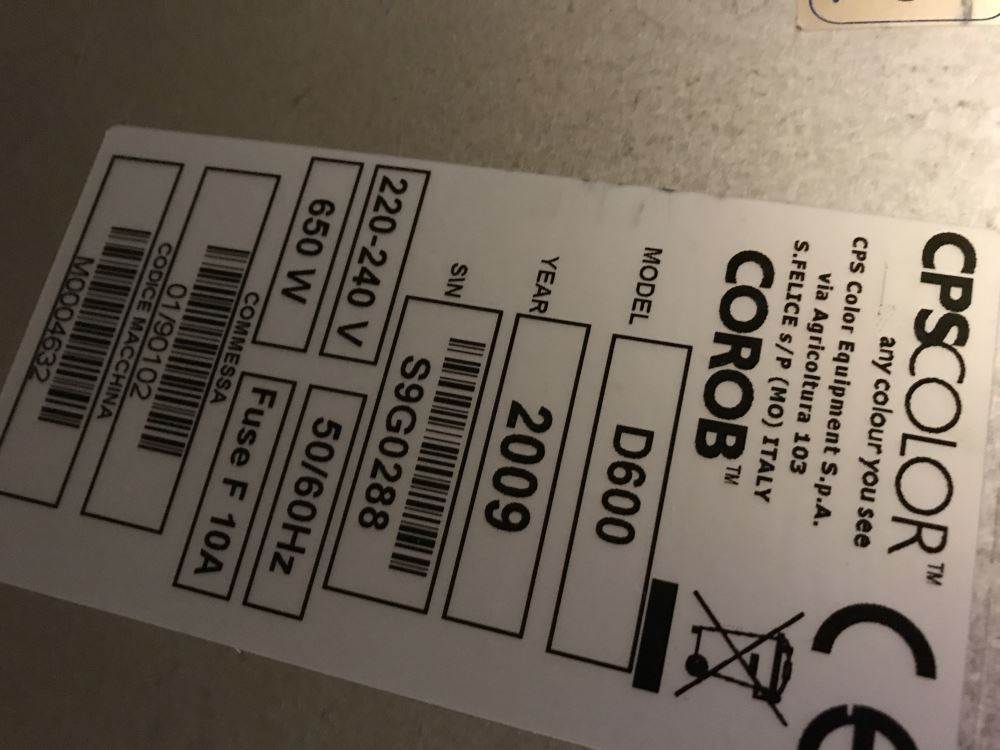 CPSCOLOR™
any colour you see
CPS Color Equipment S.p.A.
via Agricoltura 103
S.FELICE s/P (MO) ITALY
COROB™
MODEL D600
YEAR 2009
S\N S9G0288
220-240 V 50/60Hz
650 W Fuse F 10A
COMMESSA
01/90102
CODICE MACCHINA
M0004632
CE